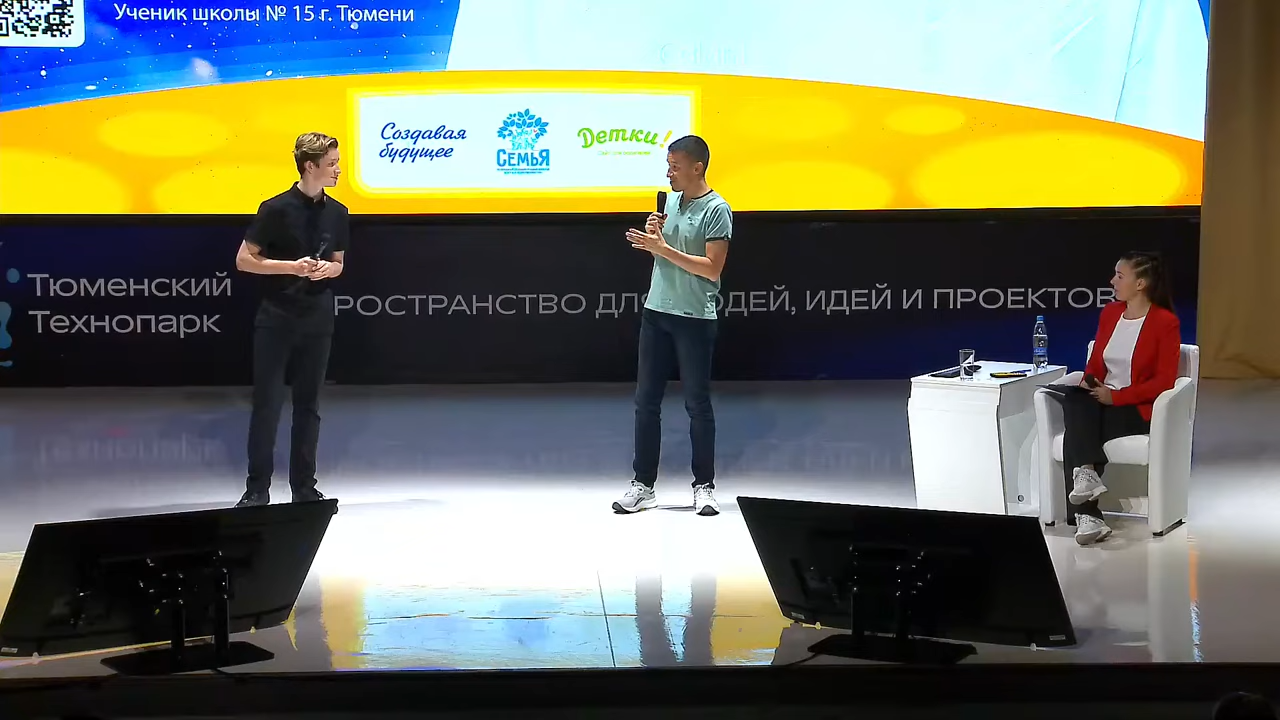 Ученик школы № 15 г. Тюмени
Создавая
будущее
СЕМЬЯ
Детки!
Тюменский
Технопарк
РОСТРАНСТВО ДЛ ДЕЙ, ИДЕЙ И ПРОЕКТОВ